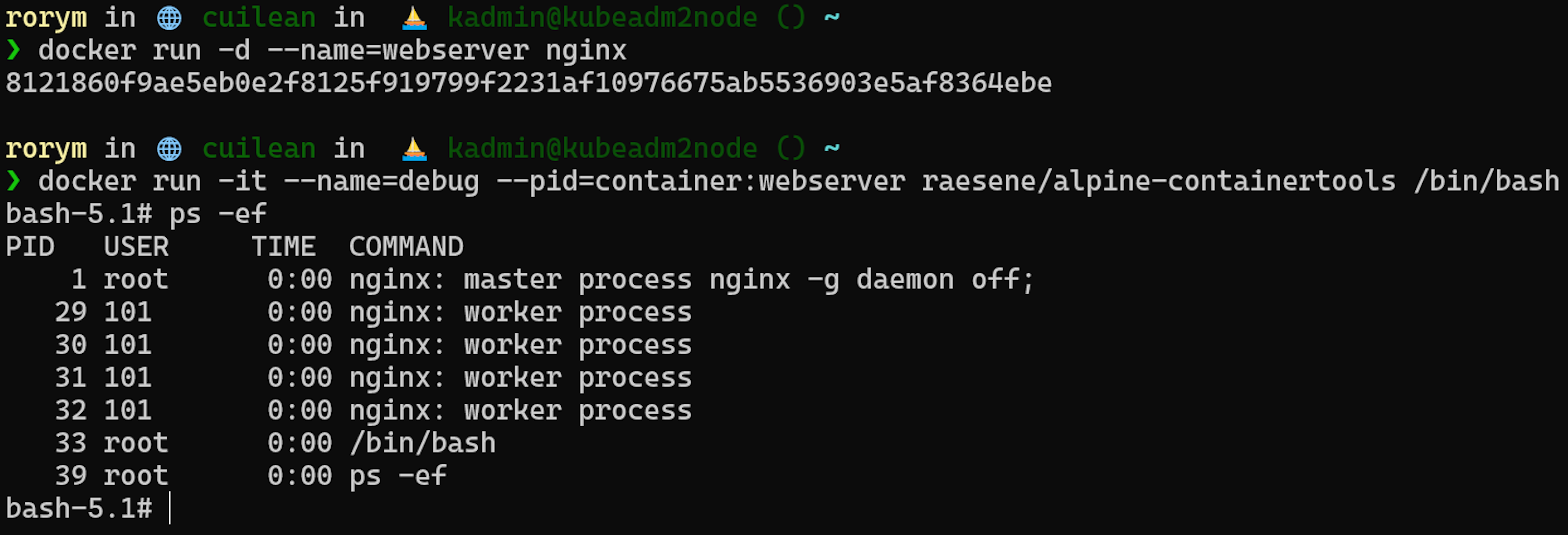 rorym in 🌐 cuilean in ⛵ kadmin@kubeadm2node () ~
❯ docker run -d --name=webserver nginx
8121860f9ae5eb0e2f8125f919799f2231af10976675ab5536903e5af8364ebe
rorym in 🌐 cuilean in ⛵ kadmin@kubeadm2node () ~
❯ docker run -it --name=debug --pid=container:webserver raesene/alpine-containertools /bin/bash
bash-5.1# ps -ef
PID   USER     TIME  COMMAND
    1 root      0:00 nginx: master process nginx -g daemon off;
   29 101       0:00 nginx: worker process
   30 101       0:00 nginx: worker process
   31 101       0:00 nginx: worker process
   32 101       0:00 nginx: worker process
   33 root      0:00 /bin/bash
   39 root      0:00 ps -ef
bash-5.1#